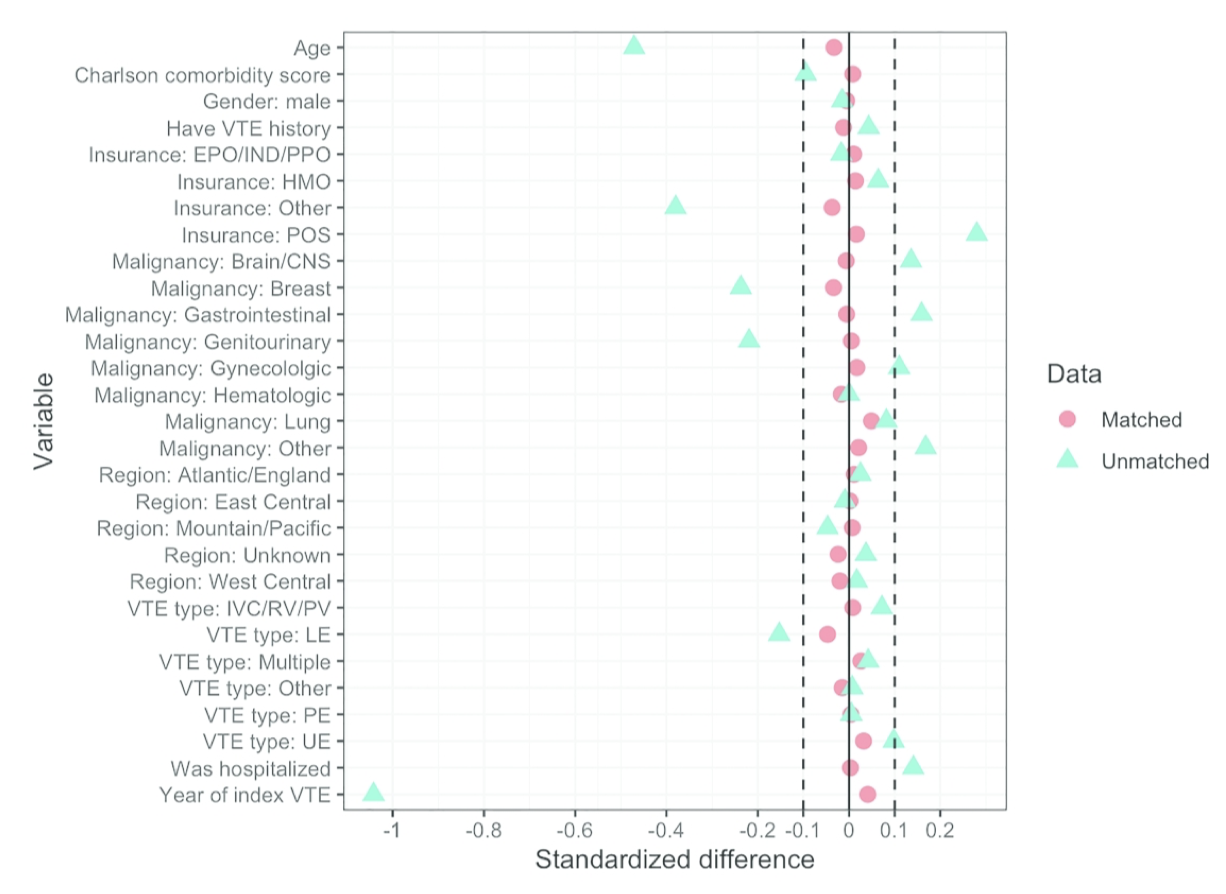 Age
Charlson comorbidity score
Gender: male
Have VTE history
Insurance: EPO/IND/PPO
Insurance: HMO
Insurance: Other
Insurance: POS
Malignancy: Brain/CNS
Malignancy: Breast
Malignancy: Gastrointestinal
Malignancy: Genitourinary
Malignancy: Gynecololgic
Malignancy: Hematologic
Malignancy: Lung
Malignancy: Other
Region: Atlantic/England
Region: East Central
Region: Mountain/Pacific
Region: Unknown
Region: West Central
VTE type: IVC/RV/PV
VTE type: LE
VTE type: Multiple
VTE type: Other
VTE type: PE
VTE type: UE
Was hospitalized
Year of index VTE
Variable
-1 -0.8 -0.6 -0.4 -0.2 -0.1 0 0.1 0.2
Standardized difference
Data
Matched
Unmatched